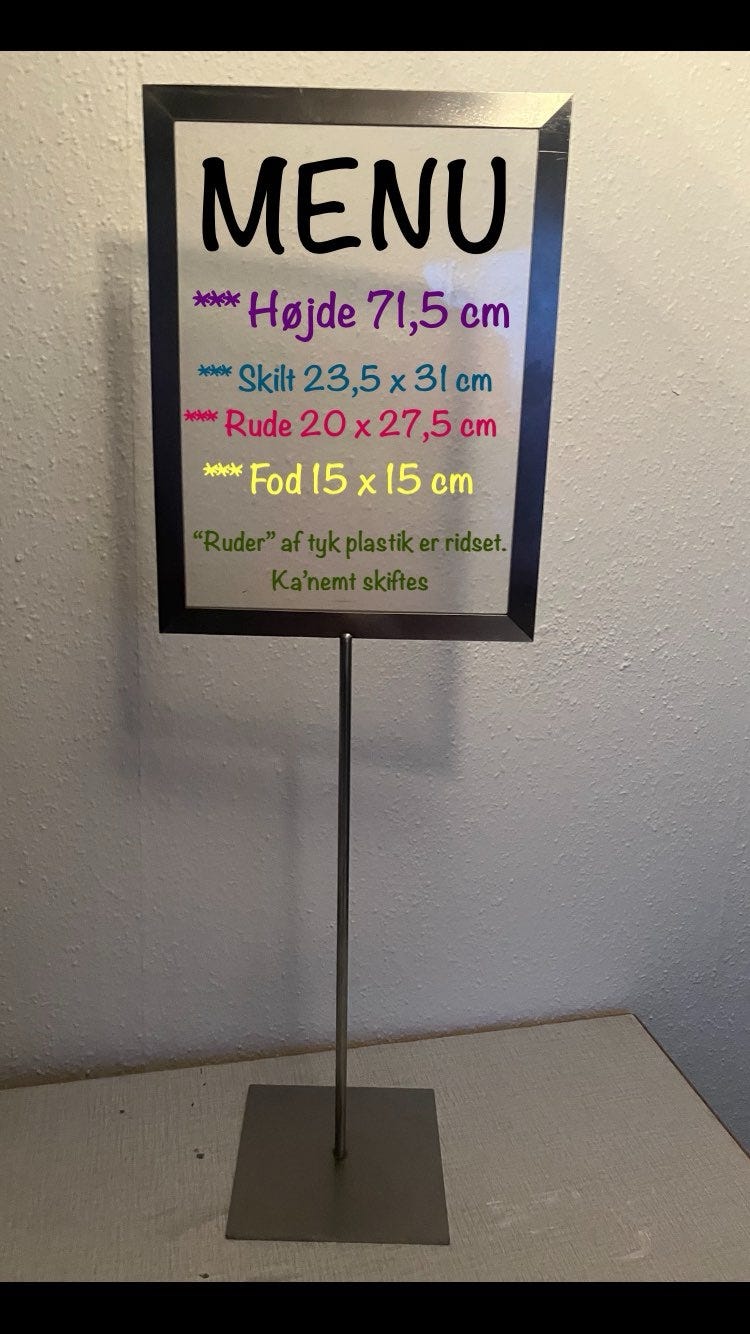 MENU
*** Højde 71,5 cm
*** Skilt 23,5 x 31 cm
*** Rude 20 x 27,5 cm
*** Fod 15 x 15 cm
“Ruder” af tyk plastik er ridset.
Ka’nemt skiftes